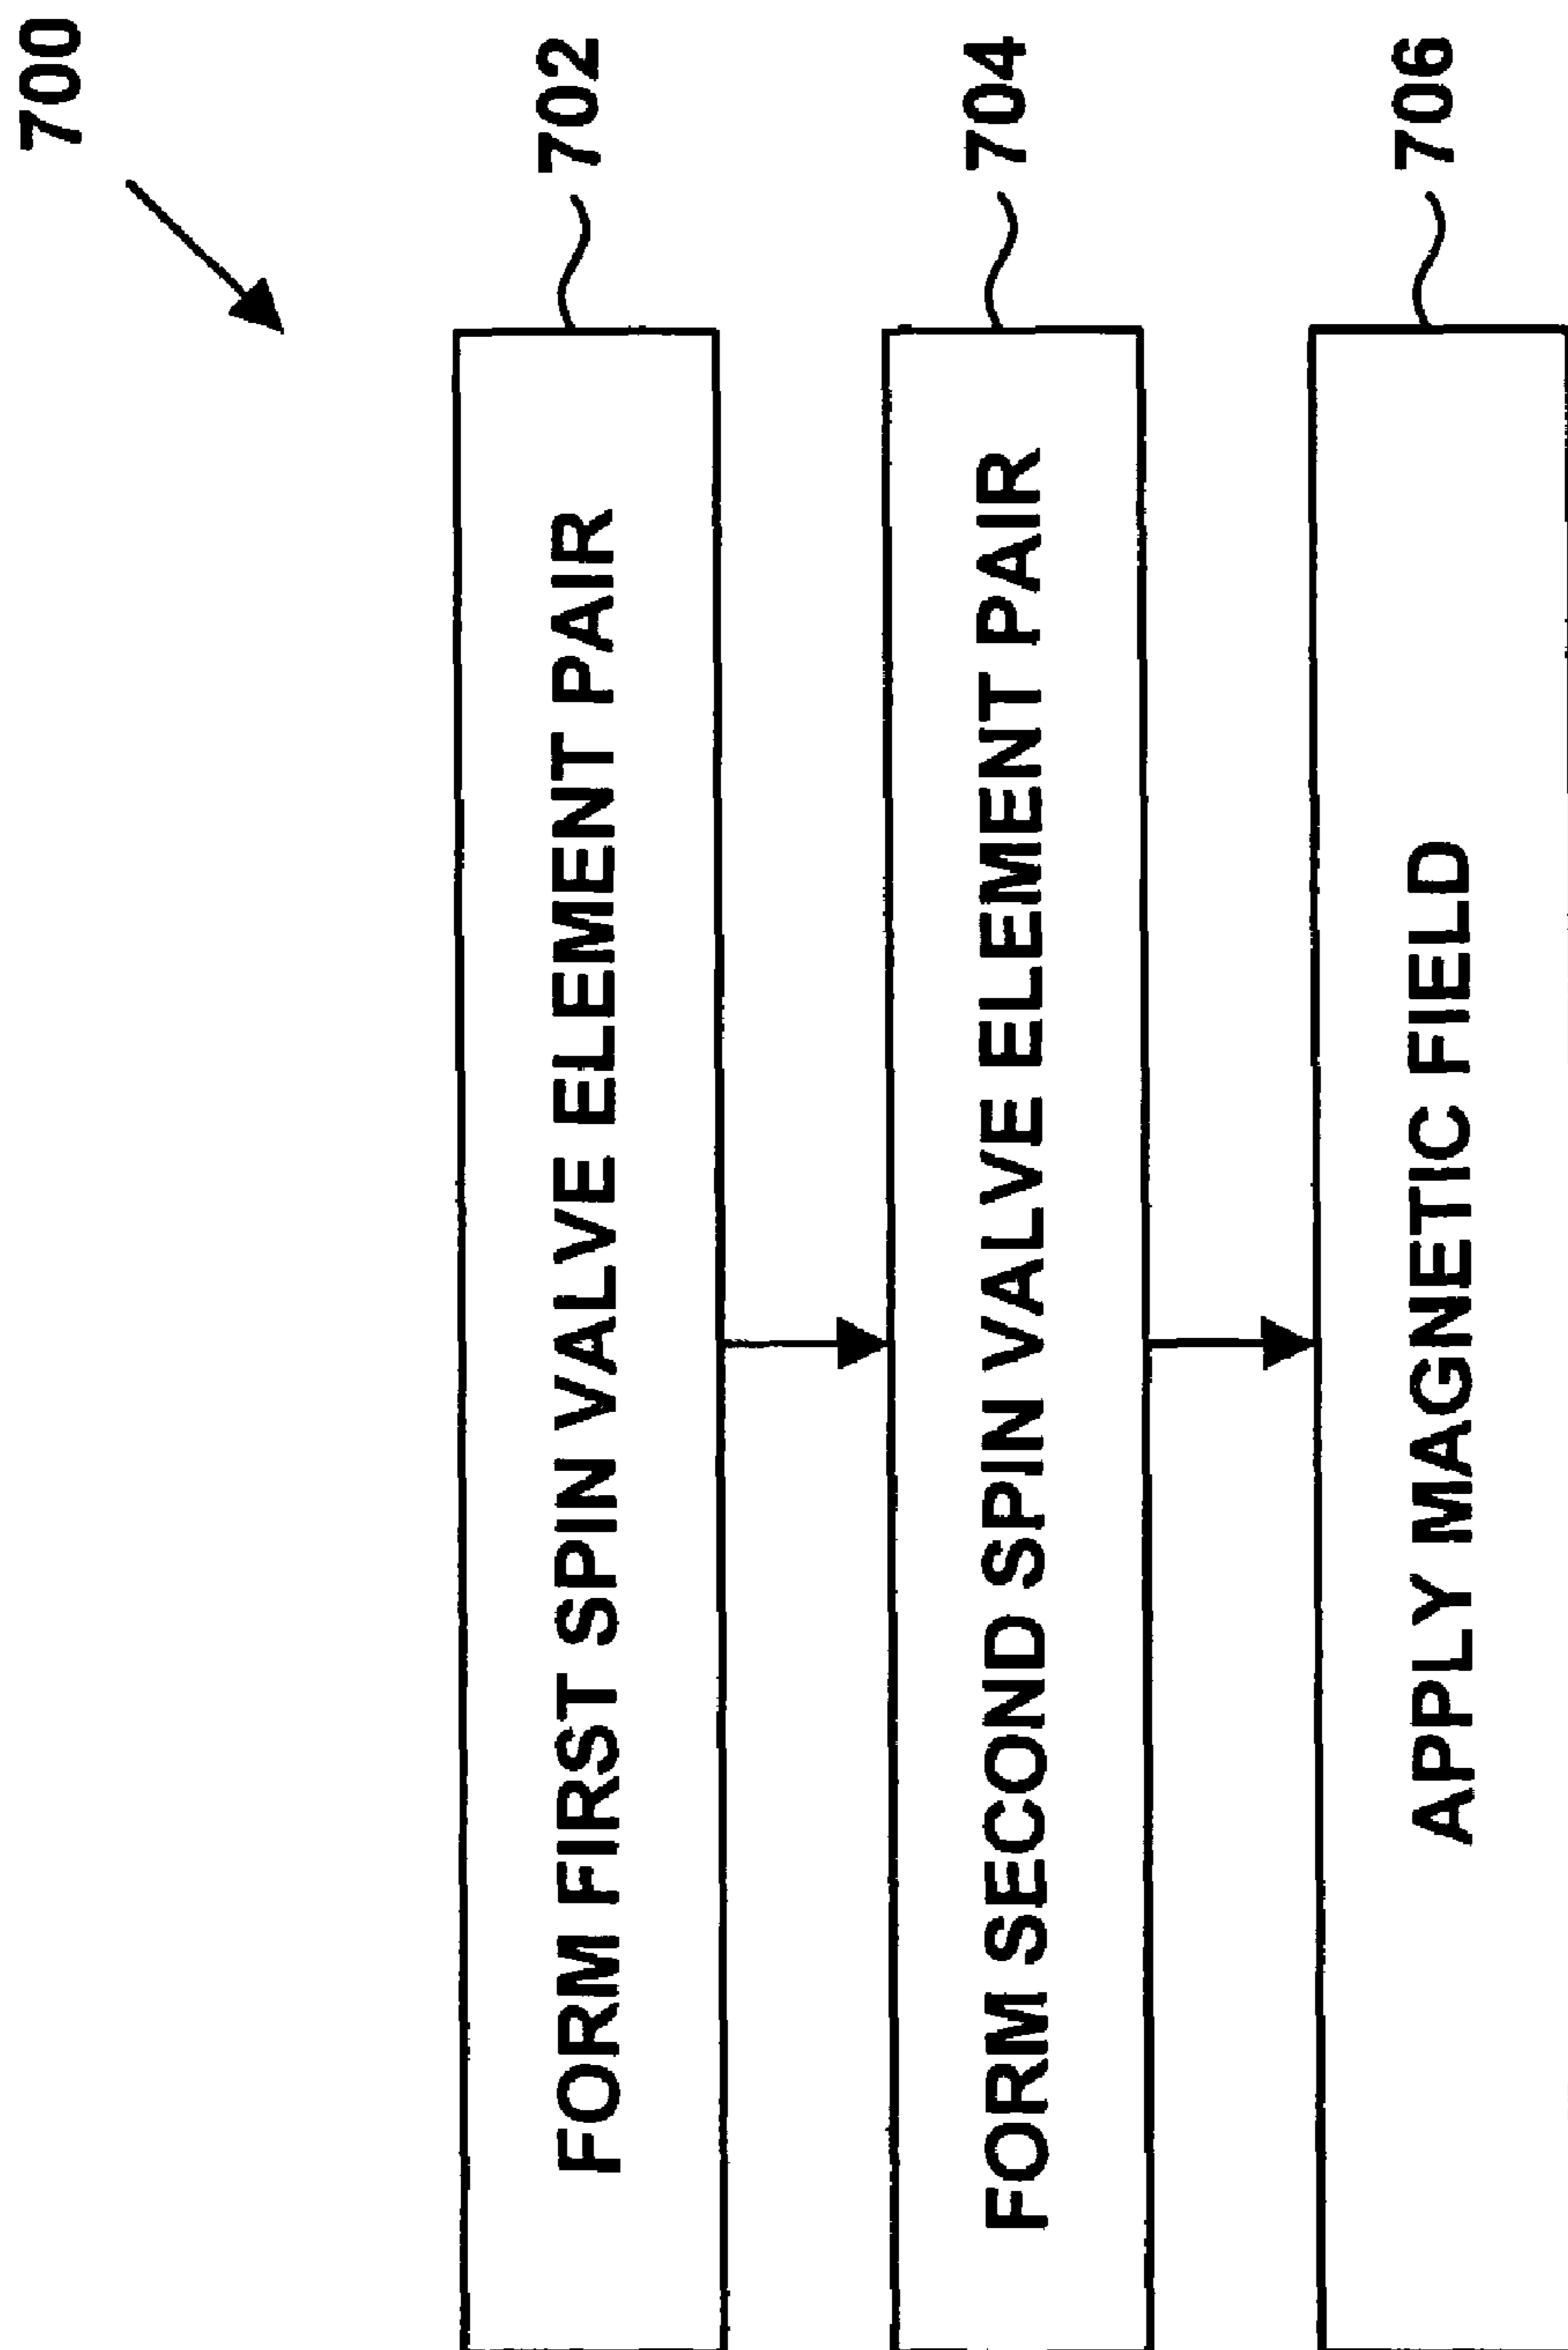 700
FORM FIRST SPIN VALVE ELEMENT PAIR
702
FORM SECOND SPIN VALVE ELEMENT PAIR
704
APPLY MAGNETIC FIELD
706